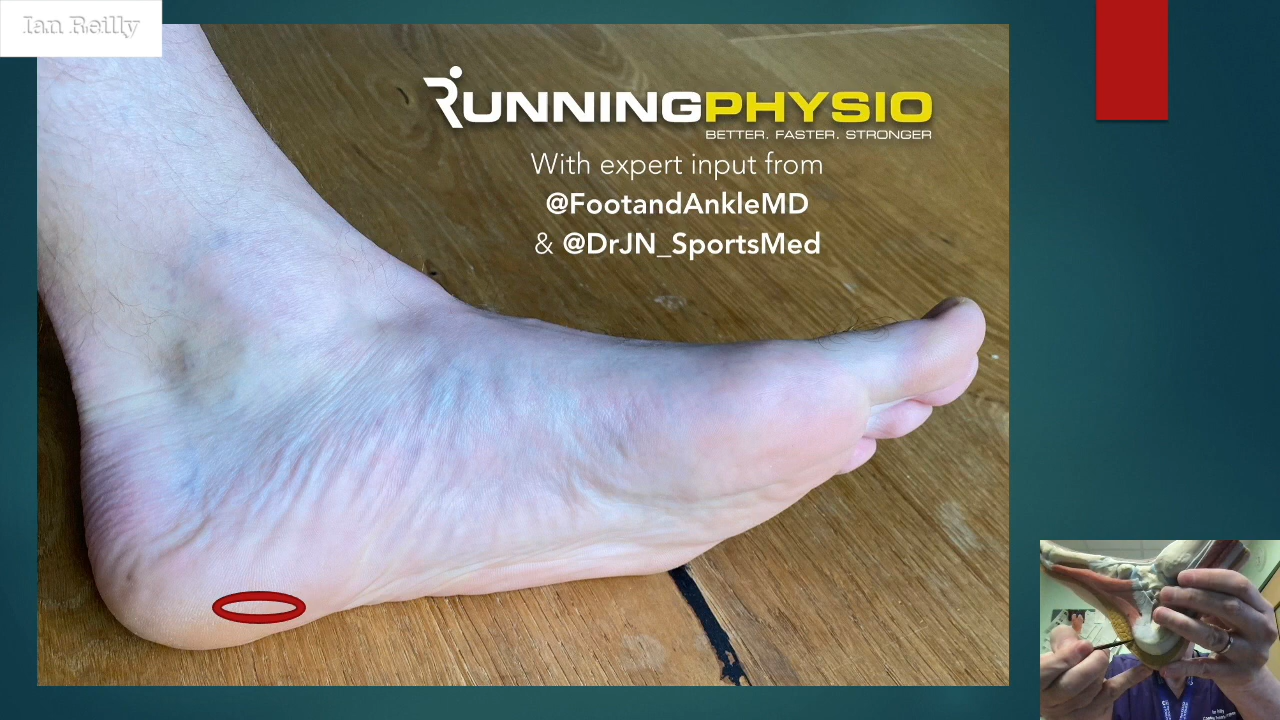 Ian Reilly
RUNNINGPHYSIO
BETTER. FASTER. STRONGER
With expert input from
@FootandAnkleMD
& @DrJN_SportsMed